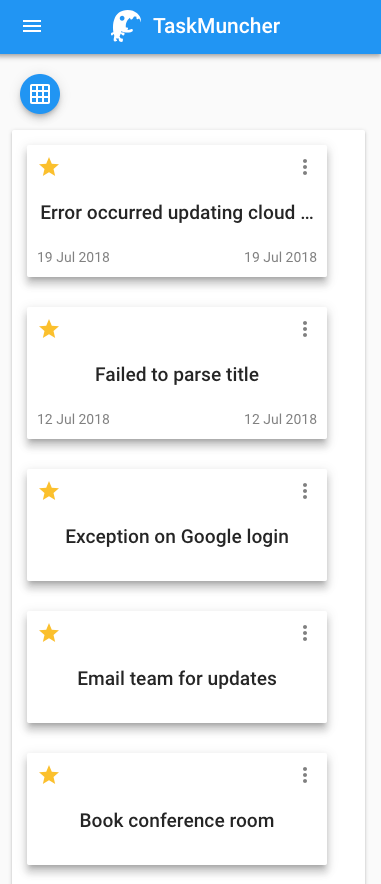 TaskMuncher
Error occurred updating cloud ...
19 Jul 2018 19 Jul 2018
Failed to parse title
12 Jul 2018 12 Jul 2018
Exception on Google login
Email team for updates
Book conference room